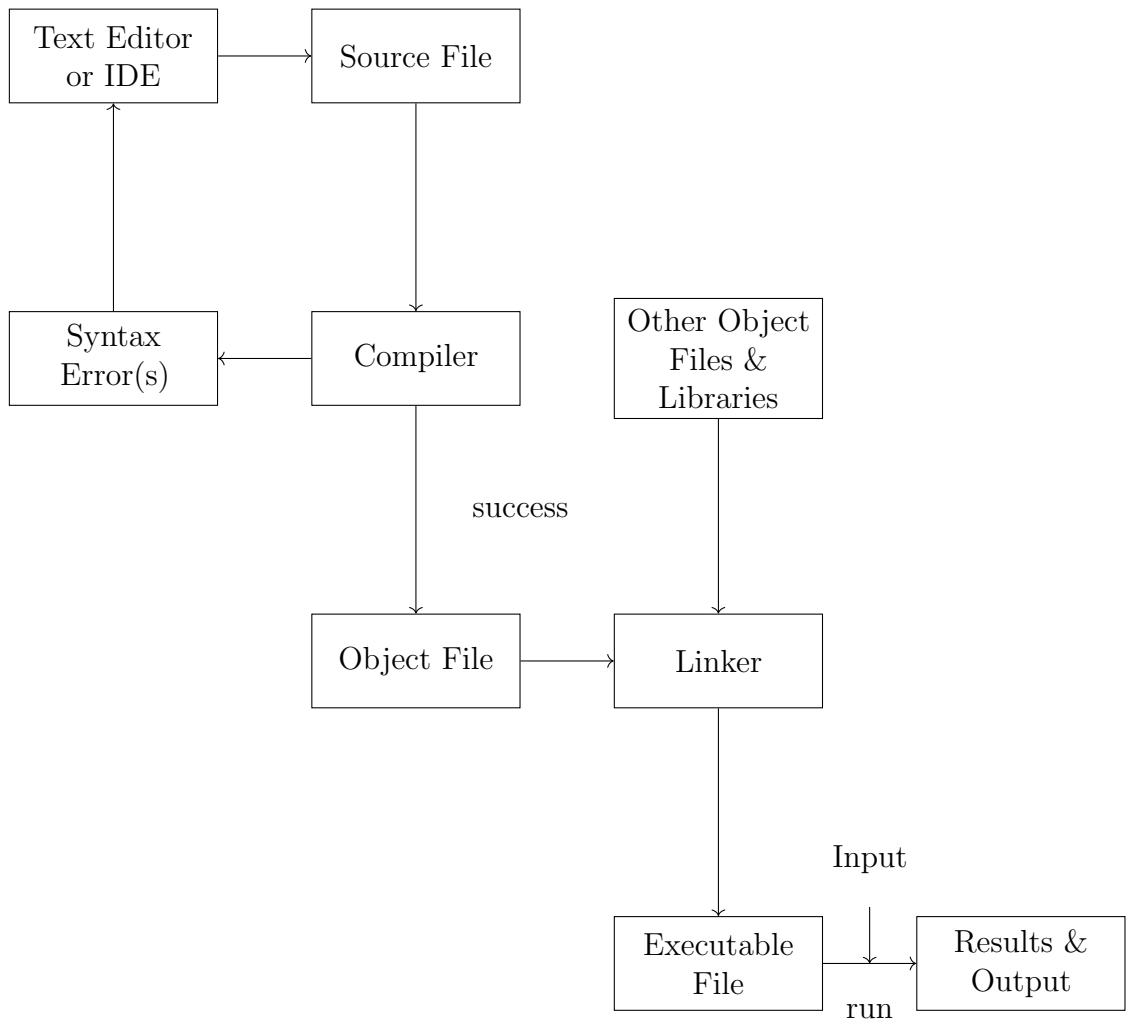 Text Editor
or IDE
Source File
Syntax
Error(s)
Compiler
Other Object
Files &
Libraries
success
Object File
Linker
Input
Executable
File
run
Results &
Output